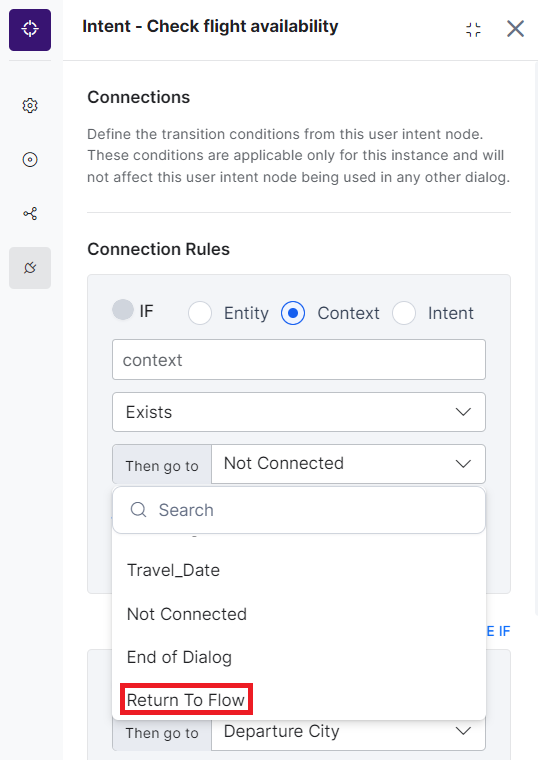 Intent - Check flight availability
Connections
Define the transition conditions from this user intent node.
These conditions are applicable only for this instance and will
not affect this user intent node being used in any other dialog.
Connection Rules
IF Entity Context Intent
context
Exists
Then go to Not Connected
Search
Travel_Date
Not Connected
End of Dialog
E IF
Return To Flow
Then go to Departure City